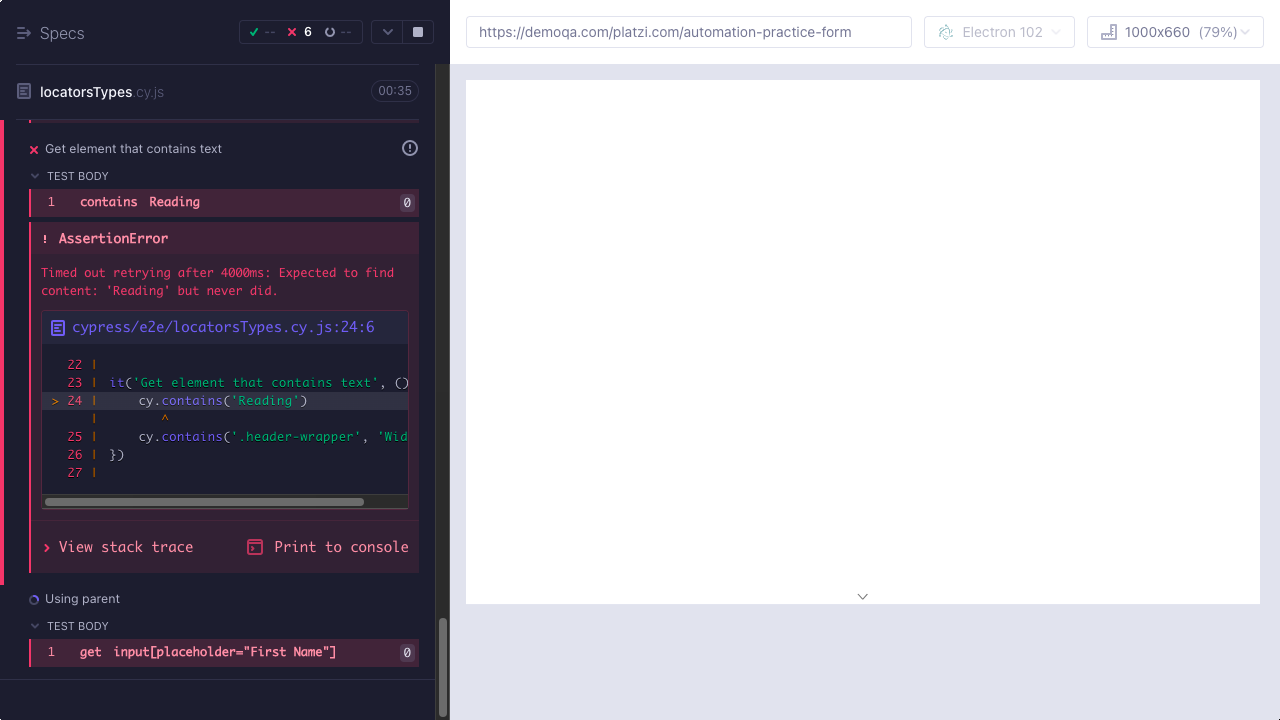 Specs
-- 6 --
locatorsTypes.cy.js
00:35
Get element that contains text
TEST BODY
1 contains Reading 0
! AssertionError
Timed out retrying after 4000ms: Expected to find
content: 'Reading' but never did.
cypress/e2e/locatorsTypes.cy.js:24:6
22 |
23 | it('Get element that contains text', ()
> 24 | cy.contains('Reading')
| ^
25 | cy.contains('.header-wrapper', 'Wid
26 | })
27 |
View stack trace
Print to console
Using parent
TEST BODY
1 get input[placeholder="First Name"] 0
https://demoqa.com/platzi.com/automation-practice-form
Electron 102
1000x660 (79%)